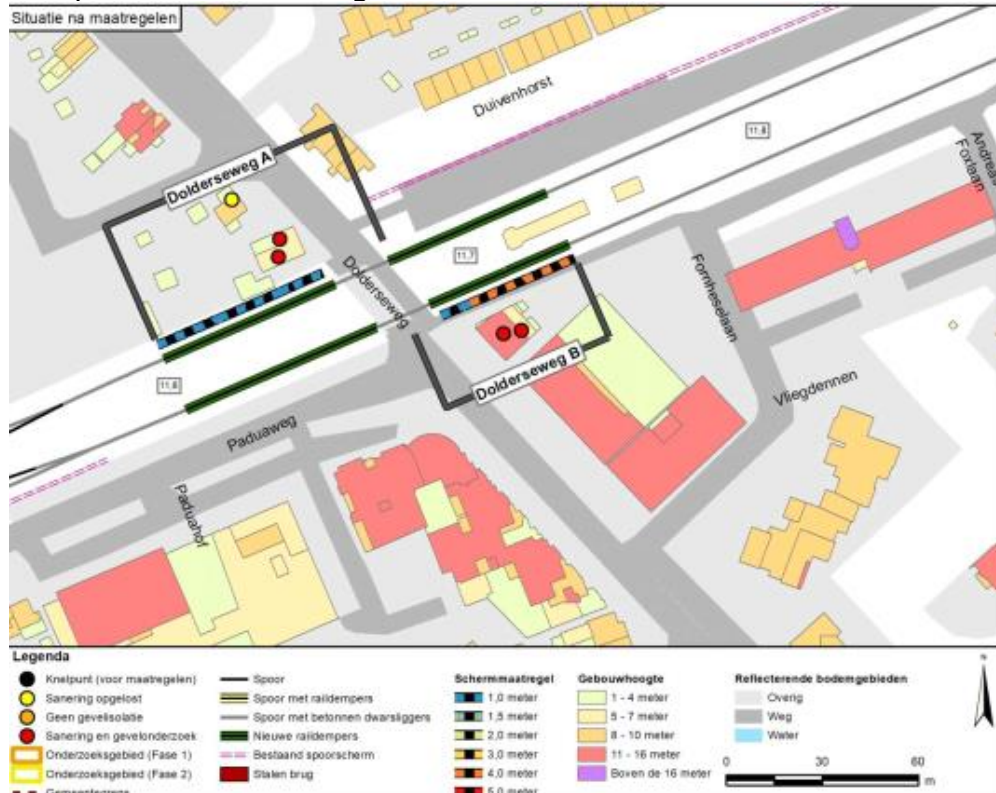 Situatie na maatregelen
Duivenhorst
11,8
Andreas
Foxlaan
Dolderseweg A
11,7
Dolderseweg
Fornheselaan
Dolderseweg B
11,6
Vliegdennen
Paduaweg
Paduahof
Legenda
Knelpunt (voor maatregelen)
Sanering opgelost
Geen gevelisolatie
Sanering en gevelonderzoek
Onderzoeksgebied (Fase 1)
Onderzoeksgebied (Fase 2)
Gemeentegrens
Spoor
Spoor met raildempers
Spoor met betonnen dwarsliggers
Nieuwe raildempers
Bestaand spoorscherm
Stalen brug
Schermmaatregel
1,0 meter
1,5 meter
2,0 meter
3,0 meter
4,0 meter
5,0 meter
Gebouwhoogte
1 - 4 meter
5 - 7 meter
8 - 10 meter
11 - 16 meter
Boven de 16 meter
Reflecterende bodemgebieden
Overig
Weg
Water
0 30 60
m